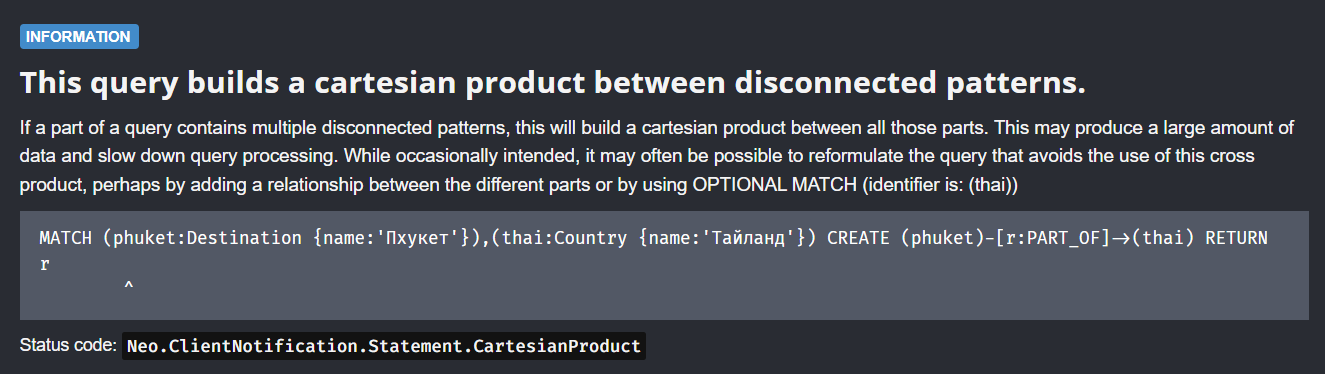 INFORMATION
This query builds a cartesian product between disconnected patterns.
If a part of a query contains multiple disconnected patterns, this will build a cartesian product between all those parts. This may produce a large amount of
data and slow down query processing. While occasionally intended, it may often be possible to reformulate the query that avoids the use of this cross
product, perhaps by adding a relationship between the different parts or by using OPTIONAL MATCH (identifier is: (thai))
MATCH (phuket:Destination {name:'Пхукет'}),(thai:Country {name:'Тайланд'}) CREATE (phuket)-[r:PART_OF]->(thai) RETURN
r
^
Status code: Neo.ClientNotification.Statement.CartesianProduct